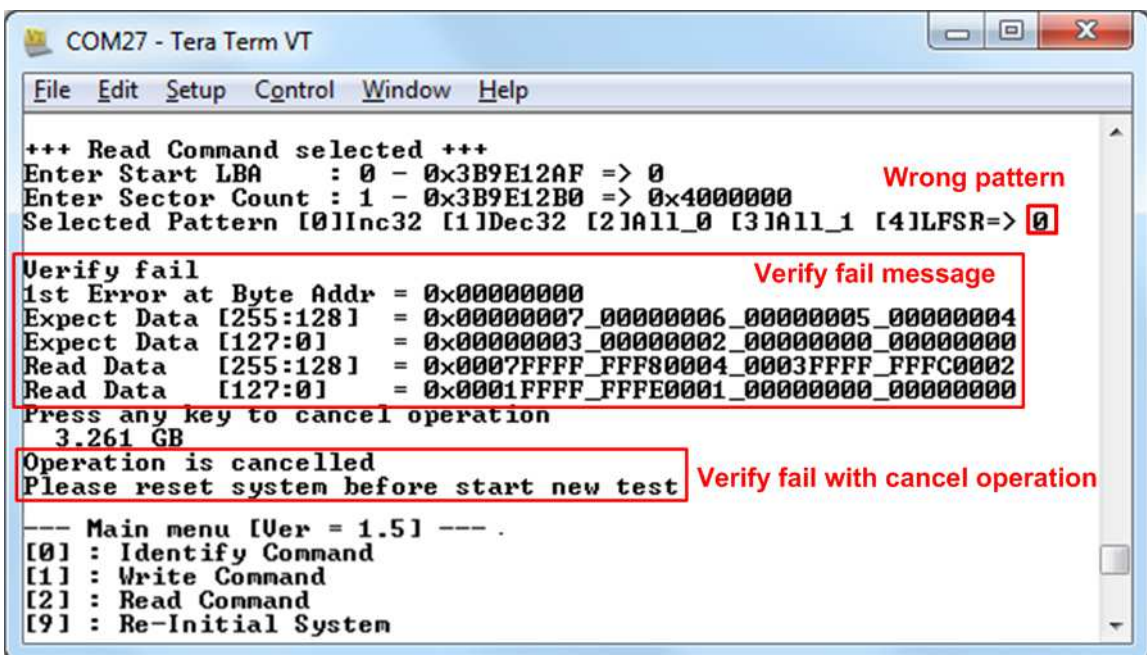 COM27 - Tera Term VT
File Edit Setup Control Window Help
+++ Read Command selected +++
Enter Start LBA : 0 - 0x3B9E12AF => 0
Wrong pattern
Enter Sector Count : 1 - 0x3B9E12B0 => 0x4000000
Selected Pattern [0]Inc32 [1]Dec32 [2]All_0 [3]All_1 [4]LFSR=> 0
Verify fail
Verify fail message
1st Error at Byte Addr = 0x00000000
Expect Data [255:128] = 0x00000007_00000006_00000005_00000004
Expect Data [127:0] = 0x00000003_00000002_00000000_00000000
Read Data [255:128] = 0x0007FFFF_FFF80004_0003FFFF_FFFC0002
Read Data [127:0] = 0x0001FFFF_FFFE0001_00000000_00000000
Press any key to cancel operation
3.261 GB
Operation is cancelled
Please reset system before start new test
Verify fail with cancel operation
--- Main menu [Ver = 1.5] ---
[0] : Identify Command
[1] : Write Command
[2] : Read Command
[9] : Re-Initial System